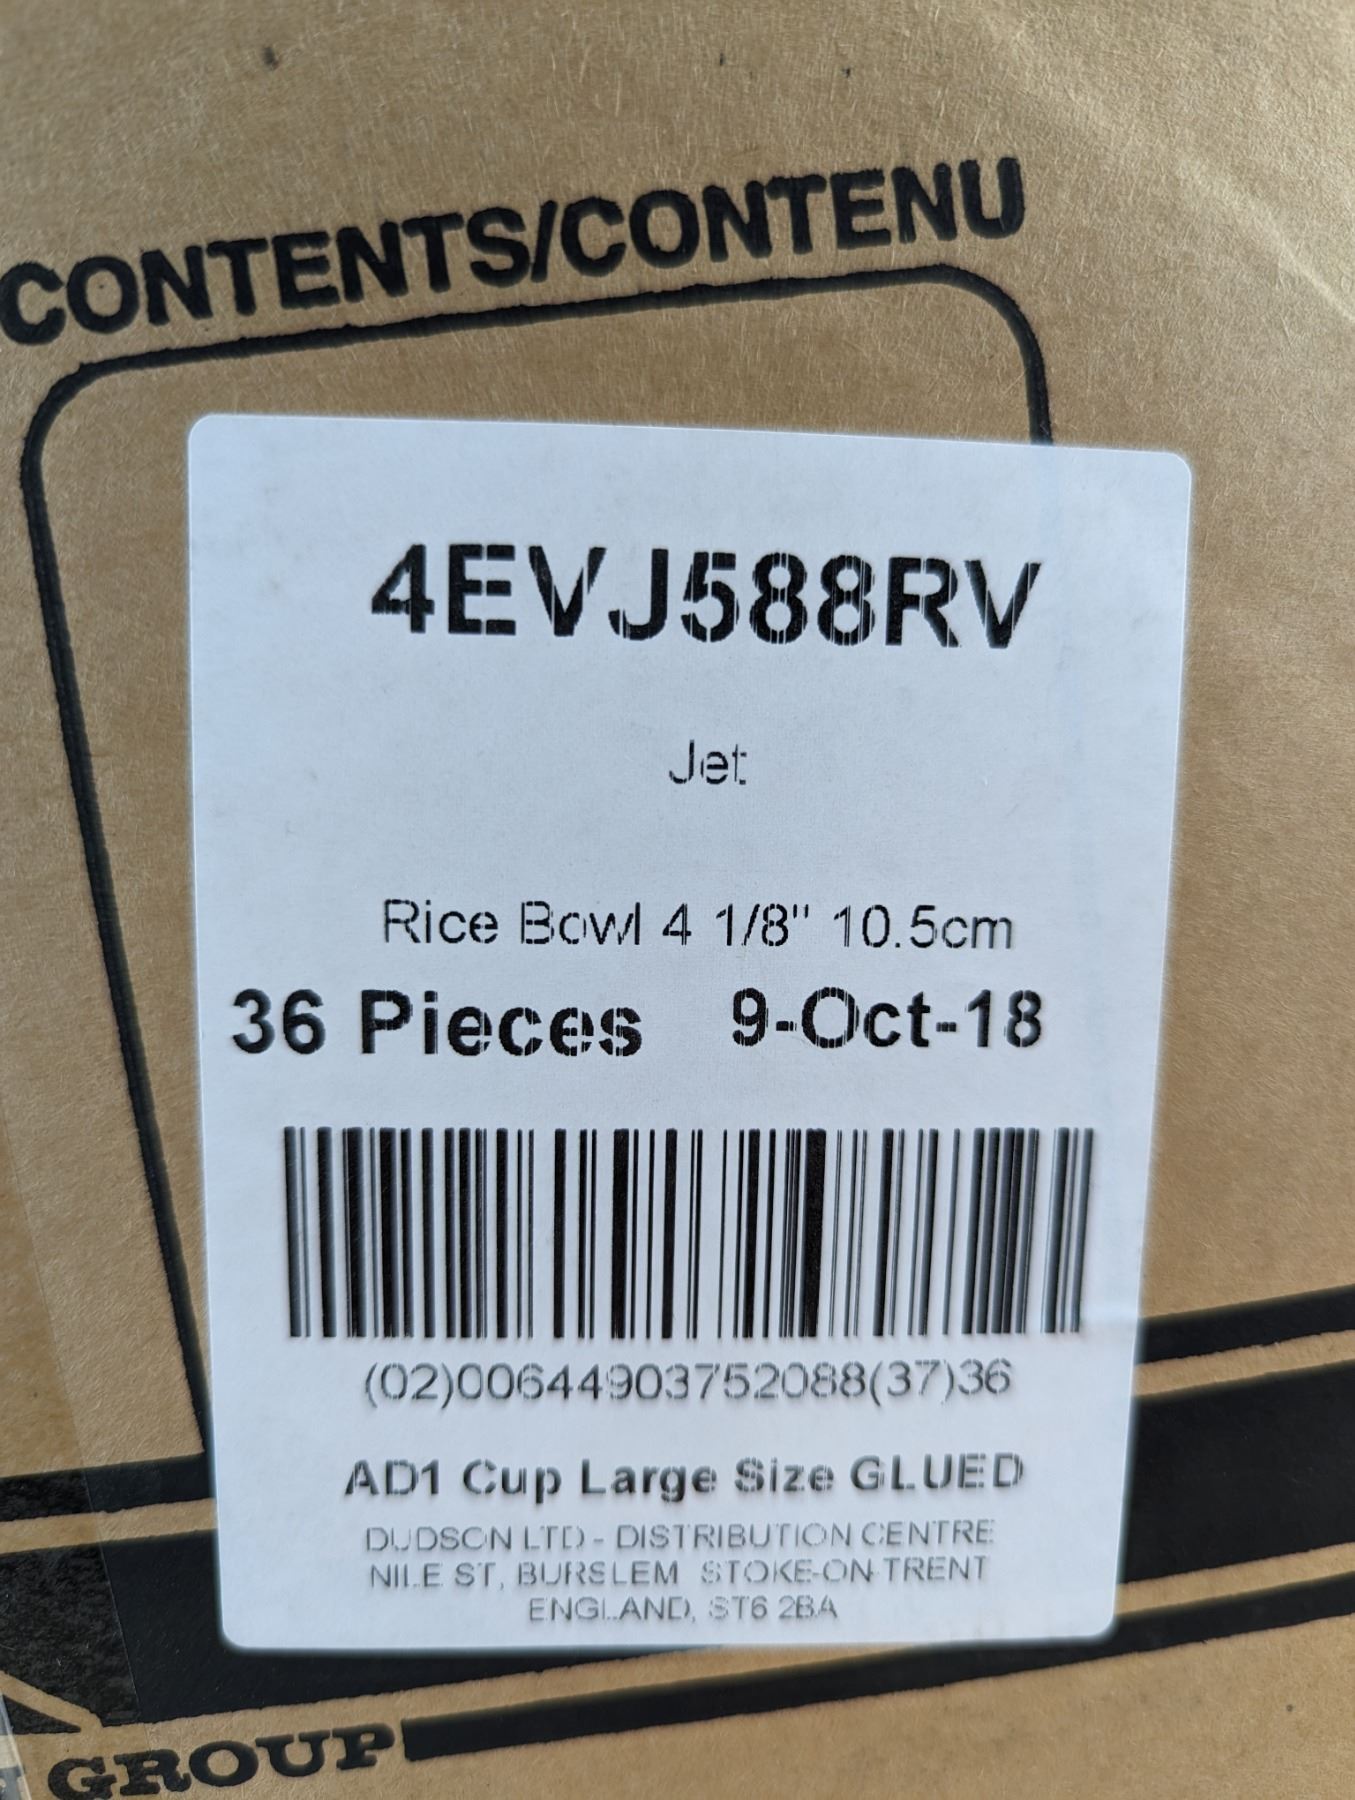 CONTENTS/CONTENU
4EVJ588RV
Jet
Rice Bowl 4 1/8" 10.5cm
36 Pieces 9-Oct-18
(02)00644903752088(37)36
AD1 Cup Large Size GLUED
DUDSON LTD - DISTRIBUTION CENTRE
NILE ST, BURSLEM STOKE-ON-TRENT
ENGLAND, ST6 2BA
GROUP